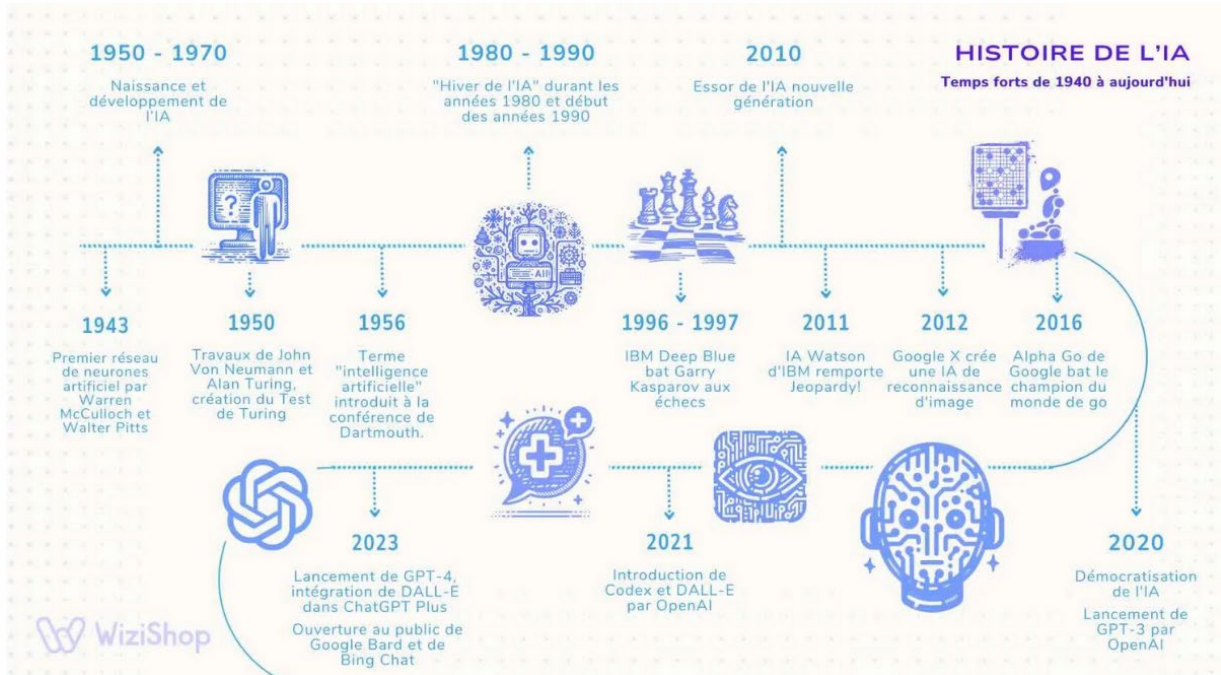 HISTOIRE DE L'IA
Temps forts de 1940 à aujourd'hui
1950 - 1970
Naissance et
développement de
l'IA
1980 - 1990
"Hiver de l'IA" durant les
années 1980 et début
des années 1990
2010
Essor de l'IA nouvelle
génération
?
AII
1943
Premier réseau
de neurones
artificiel par
Warren
McCulloch et
Walter Pitts
1950
Travaux de John
Von Neumann et
Alan Turing,
création du Test
de Turing
1956
Terme
"intelligence
artificielle"
introduit à la
conférence de
Dartmouth.
1996 - 1997
IBM Deep Blue
bat Garry
Kasparov aux
échecs
2011
IA Watson
d'IBM remporte
Jeopardy!
2012
Google X crée
une IA de
reconnaissance
d'image
2016
Alpha Go de
Google bat le
champion du
monde de go
2020
Démocratisation
de l'IA
Lancement de
GPT-3 par
OpenAI
2021
Introduction de
Codex et DALL-E
par OpenAI
2023
Lancement de GPT-4,
intégration de DALL-E
dans ChatGPT Plus
Ouverture au public de
Google Bard et de
Bing Chat
WiziShop